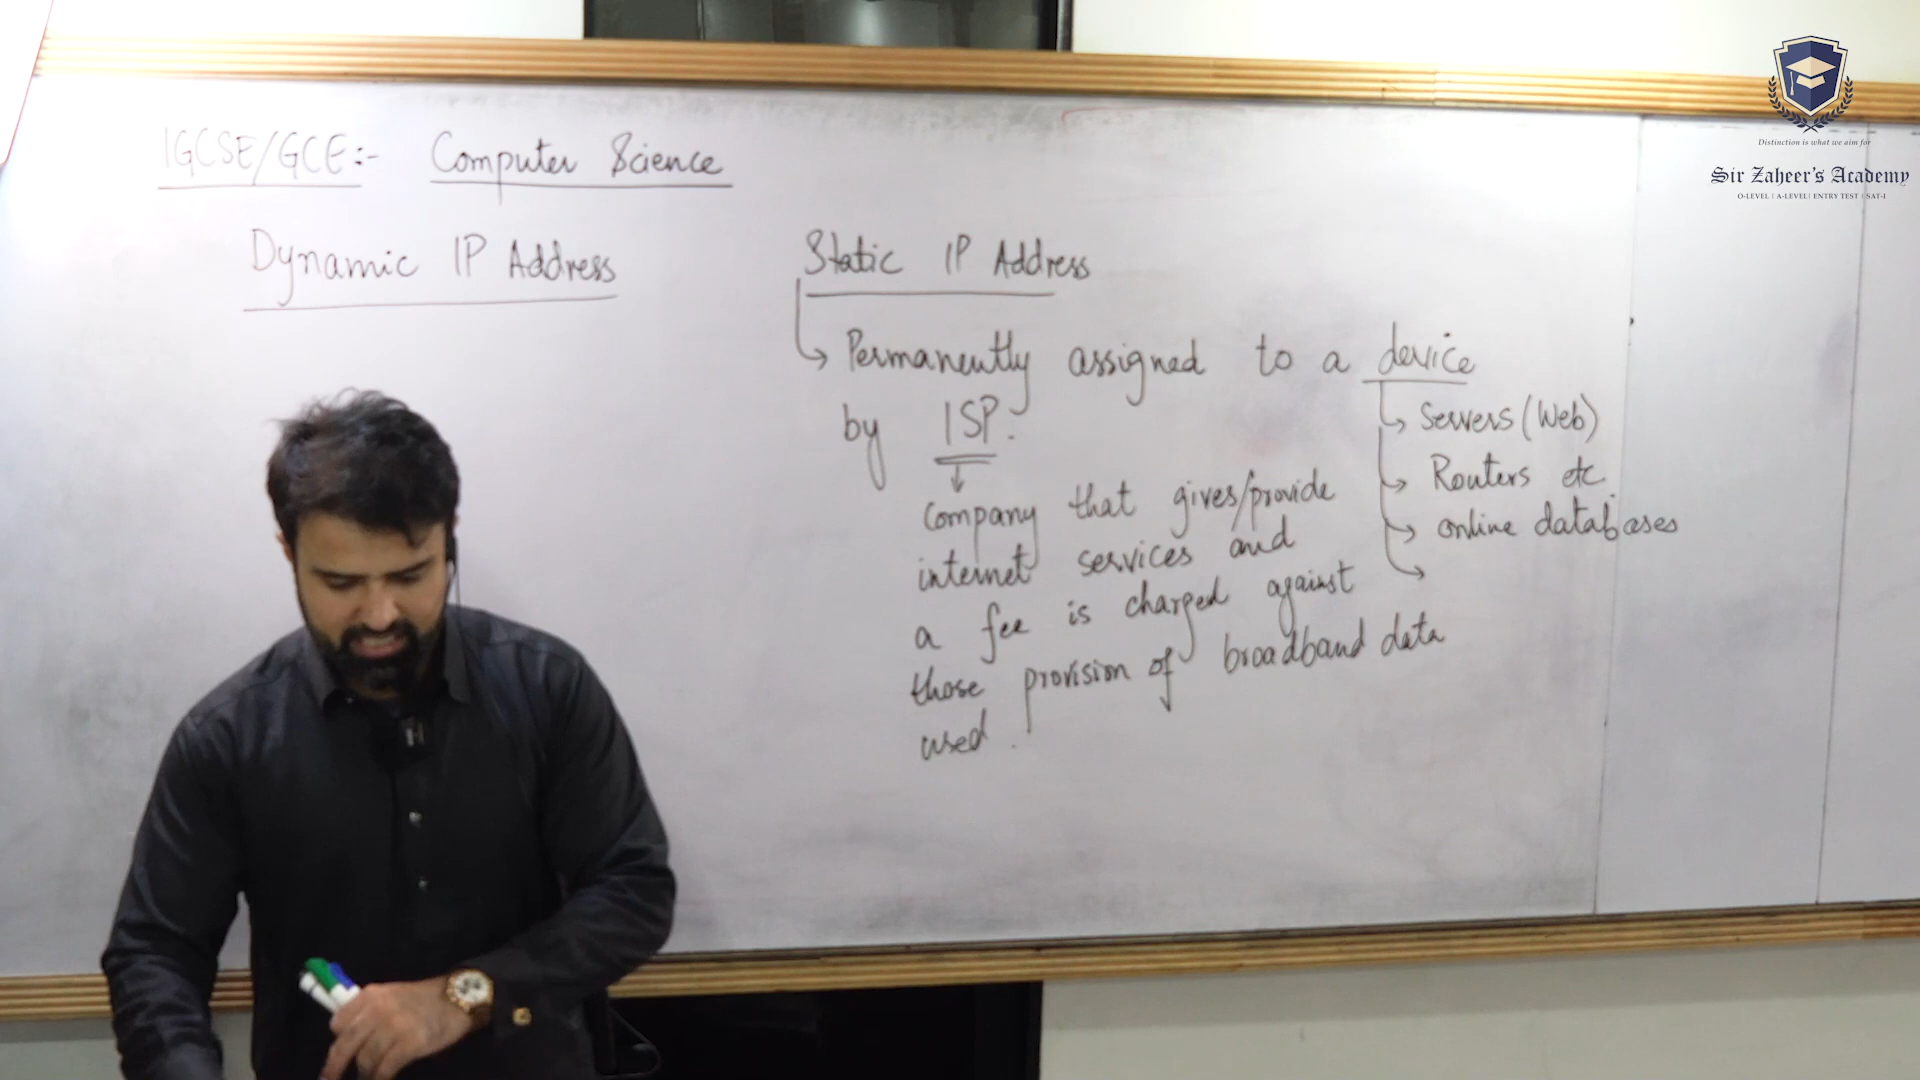 IGCSE/GCE:- Computer Science
Dynamic IP Address
Static IP Address
Permanently assigned to a device
by ISP.
Company that gives/provide
internet services and
a fee is charged against
those provision of broadband data
used.
Servers (Web)
Routers etc
online databases
Distinction is what we aim for
Sir Zaheer's Academy
O-LEVEL | A-LEVEL | ENTRY TEST | SAT-I